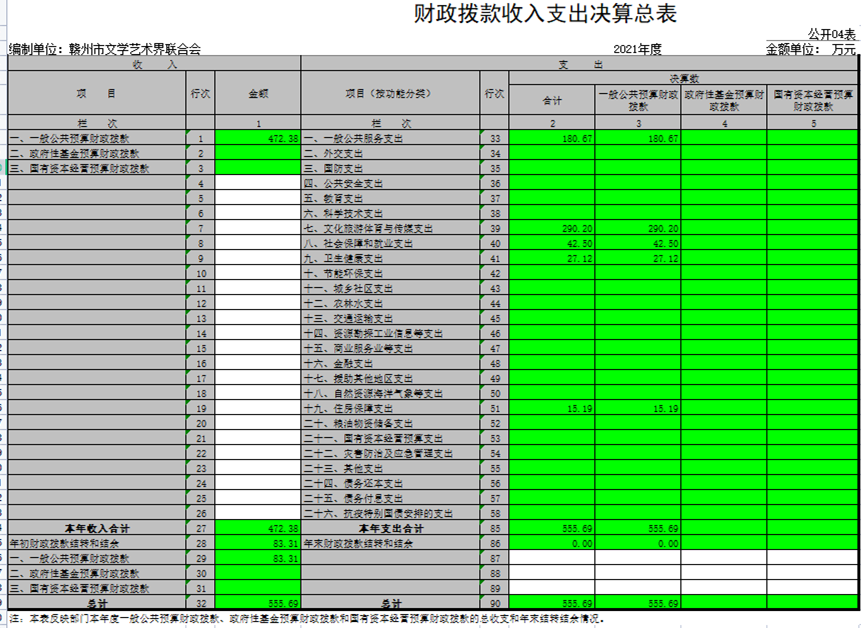 财政拨款收入支出决算总表
公开04表
编制单位：赣州市文学艺术界联合会 2021年度 金额单位： 万元
收 入 支 出
项 目 行次 金额 项目（按功能分类） 行次 决算数
合计 一般公共预算财政拨款 政府性基金预算财政拨款 国有资本经营预算财政拨款
栏 次 1 栏 次 2 3 4 5
一、一般公共预算财政拨款 1 472.38 一、一般公共服务支出 33 180.67 180.67
二、政府性基金预算财政拨款 2 二、外交支出 34
三、国有资本经营预算财政拨款 3 三、国防支出 35
4 四、公共安全支出 36
5 五、教育支出 37
6 六、科学技术支出 38
7 七、文化旅游体育与传媒支出 39 290.20 290.20
8 八、社会保障和就业支出 40 42.50 42.50
9 九、卫生健康支出 41 27.12 27.12
10 十、节能环保支出 42
11 十一、城乡社区支出 43
12 十二、农林水支出 44
13 十三、交通运输支出 45
14 十四、资源勘探工业信息等支出 46
15 十五、商业服务业等支出 47
16 十六、金融支出 48
17 十七、援助其他地区支出 49
18 十八、自然资源海洋气象等支出 50
19 十九、住房保障支出 51 15.19 15.19
20 二十、粮油物资储备支出 52
21 二十一、国有资本经营预算支出 53
22 二十二、灾害防治及应急管理支出 54
23 二十三、其他支出 55
24 二十四、债务还本支出 56
25 二十五、债务付息支出 57
26 二十六、抗疫特别国债安排的支出 58
本年收入合计 27 472.38 本年支出合计 85 555.69 555.69
年初财政拨款结转和结余 28 83.31 年末财政拨款结转和结余 86 0.00 0.00
一、一般公共预算财政拨款 29 83.31 87
二、政府性基金预算财政拨款 30 88
三、国有资本经营预算财政拨款 31 89
总计 32 555.69 总计 90 555.69 555.69
注：本表反映部门本年度一般公共预算财政拨款、政府性基金预算财政拨款和国有资本经营预算财政拨款的总收支和年末结转结余情况。